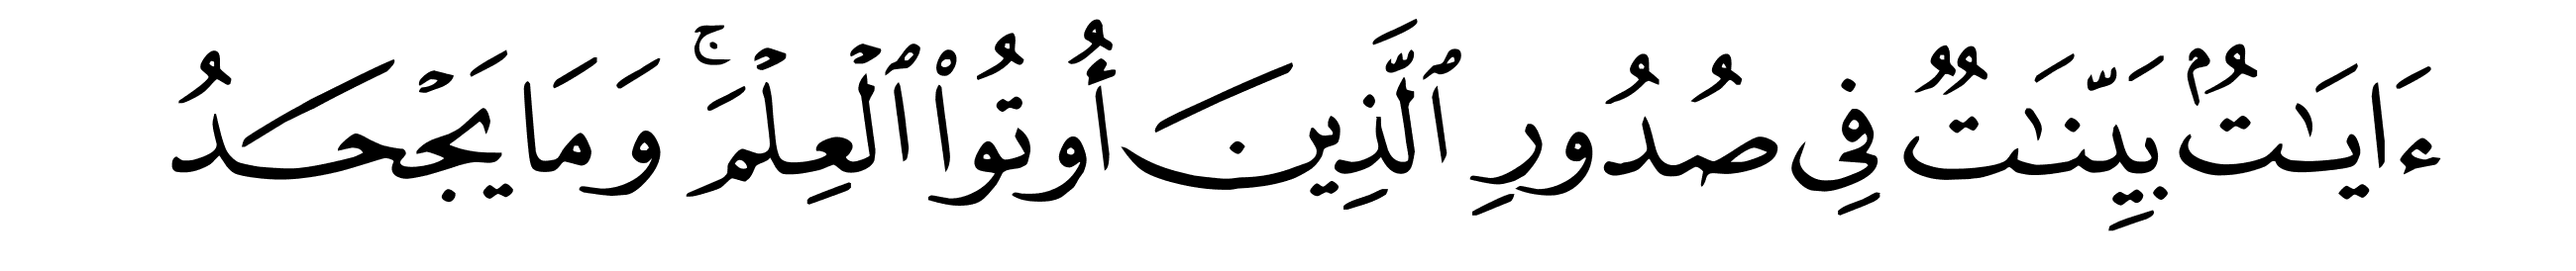 ءَايَـٰتُۢ بَيِّنَـٰتٌ فِى صُدُورِ ٱلَّذِينَ أُوتُوا۟ ٱلْعِلْمَ ۚ وَمَا يَجْحَدُ